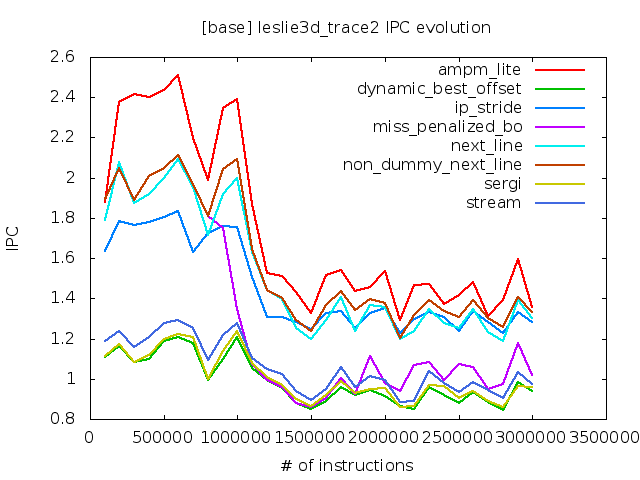 [base] leslie3d_trace2 IPC evolution
2.6
2.4
2.2
2
1.8
1.6
1.4
1.2
1
0.8
IPC
ampm_lite
dynamic_best_offset
ip_stride
miss_penalized_bo
next_line
non_dummy_next_line
sergi
stream
0 500000 1000000 1500000 2000000 2500000 3000000 3500000
# of instructions